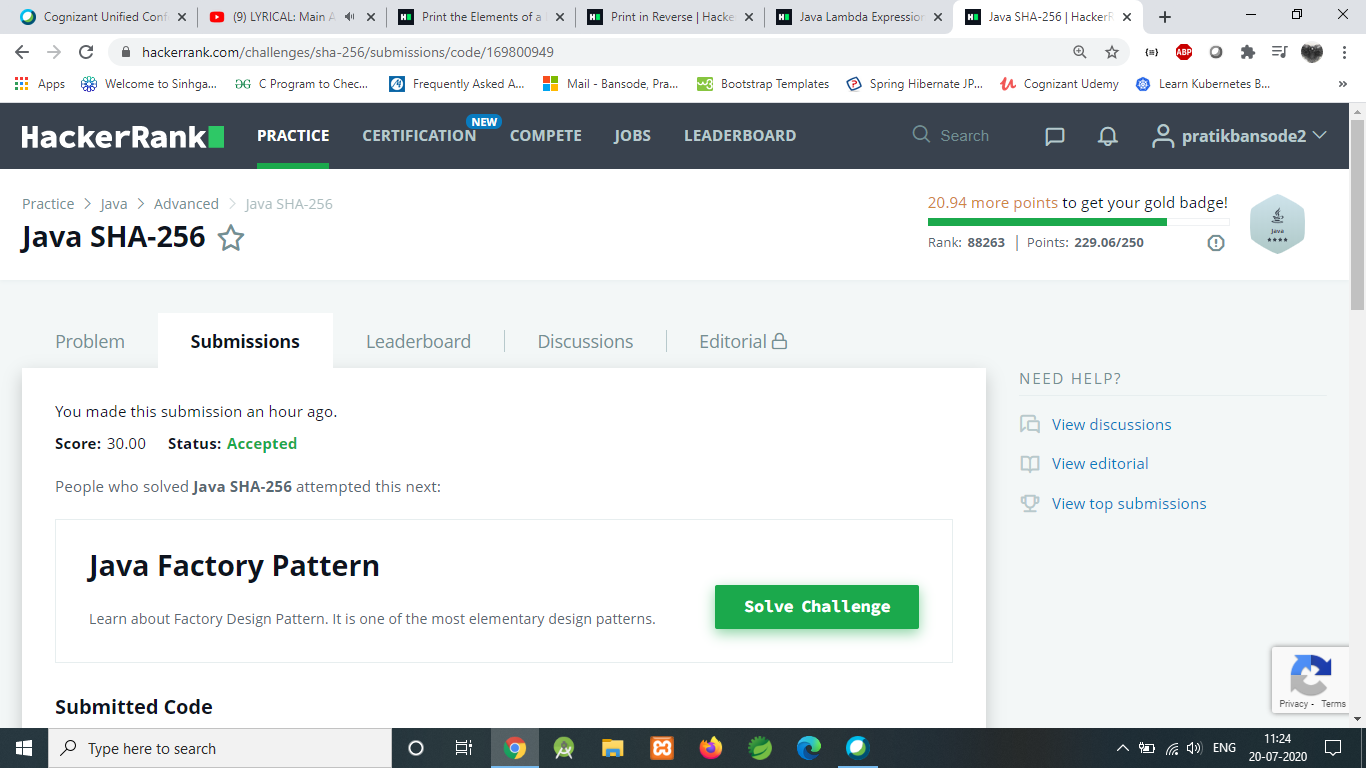 Cognizant Unified Conf
(9) LYRICAL: Main A
Print the Elements of a
Print in Reverse | Hacke
Java Lambda Expression
Java SHA-256 | HackerR
hackerrank.com/challenges/sha-256/submissions/code/169800949
ABP
Apps
Welcome to Sinhga...
C Program to Chec...
Frequently Asked A...
Mail - Bansode, Pra...
Bootstrap Templates
Spring Hibernate JP...
Cognizant Udemy
Learn Kubernetes B...
»
HackerRank
PRACTICE
CERTIFICATION
NEW
COMPETE
JOBS
LEADERBOARD
Search
pratikbansode2
Practice > Java > Advanced > Java SHA-256
Java SHA-256
20.94 more points to get your gold badge!
Rank: 88263 | Points: 229.06/250
Java
Problem
Submissions
Leaderboard
Discussions
Editorial
You made this submission an hour ago.
Score: 30.00 Status: Accepted
People who solved Java SHA-256 attempted this next:
Java Factory Pattern
Learn about Factory Design Pattern. It is one of the most elementary design patterns.
Solve Challenge
Submitted Code
NEED HELP?
View discussions
View editorial
View top submissions
Privacy - Terms
Type here to search
ENG
11:24
20-07-2020